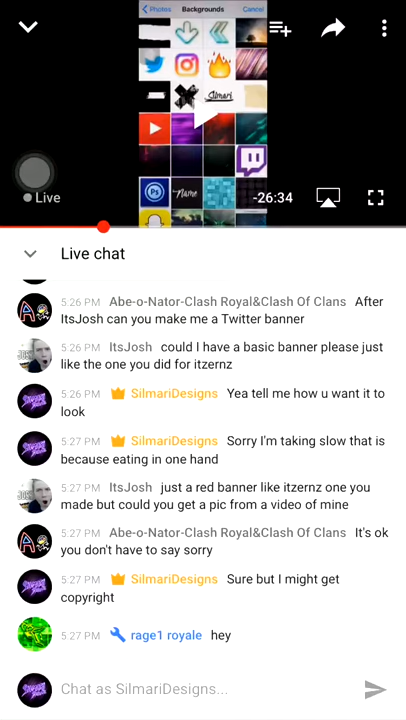 Photos Backgrounds Cancel
Silmari
Name
Live -26:34
Live chat
5:26 PM Abe-o-Nator-Clash Royal&Clash Of Clans After
ItsJosh can you make me a Twitter banner
5:26 PM ItsJosh could I have a basic banner please just
like the one you did for itzernz
5:26 PM SilmariDesigns Yea tell me how u want it to
look
5:27 PM SilmariDesigns Sorry I'm taking slow that is
because eating in one hand
5:27 PM ItsJosh just a red banner like itzernz one you
made but could you get a pic from a video of mine
5:27 PM Abe-o-Nator-Clash Royal&Clash Of Clans It's ok
you don't have to say sorry
5:27 PM SilmariDesigns Sure but I might get
copyright
5:27 PM rage1 royale hey
Chat as SilmariDesigns...